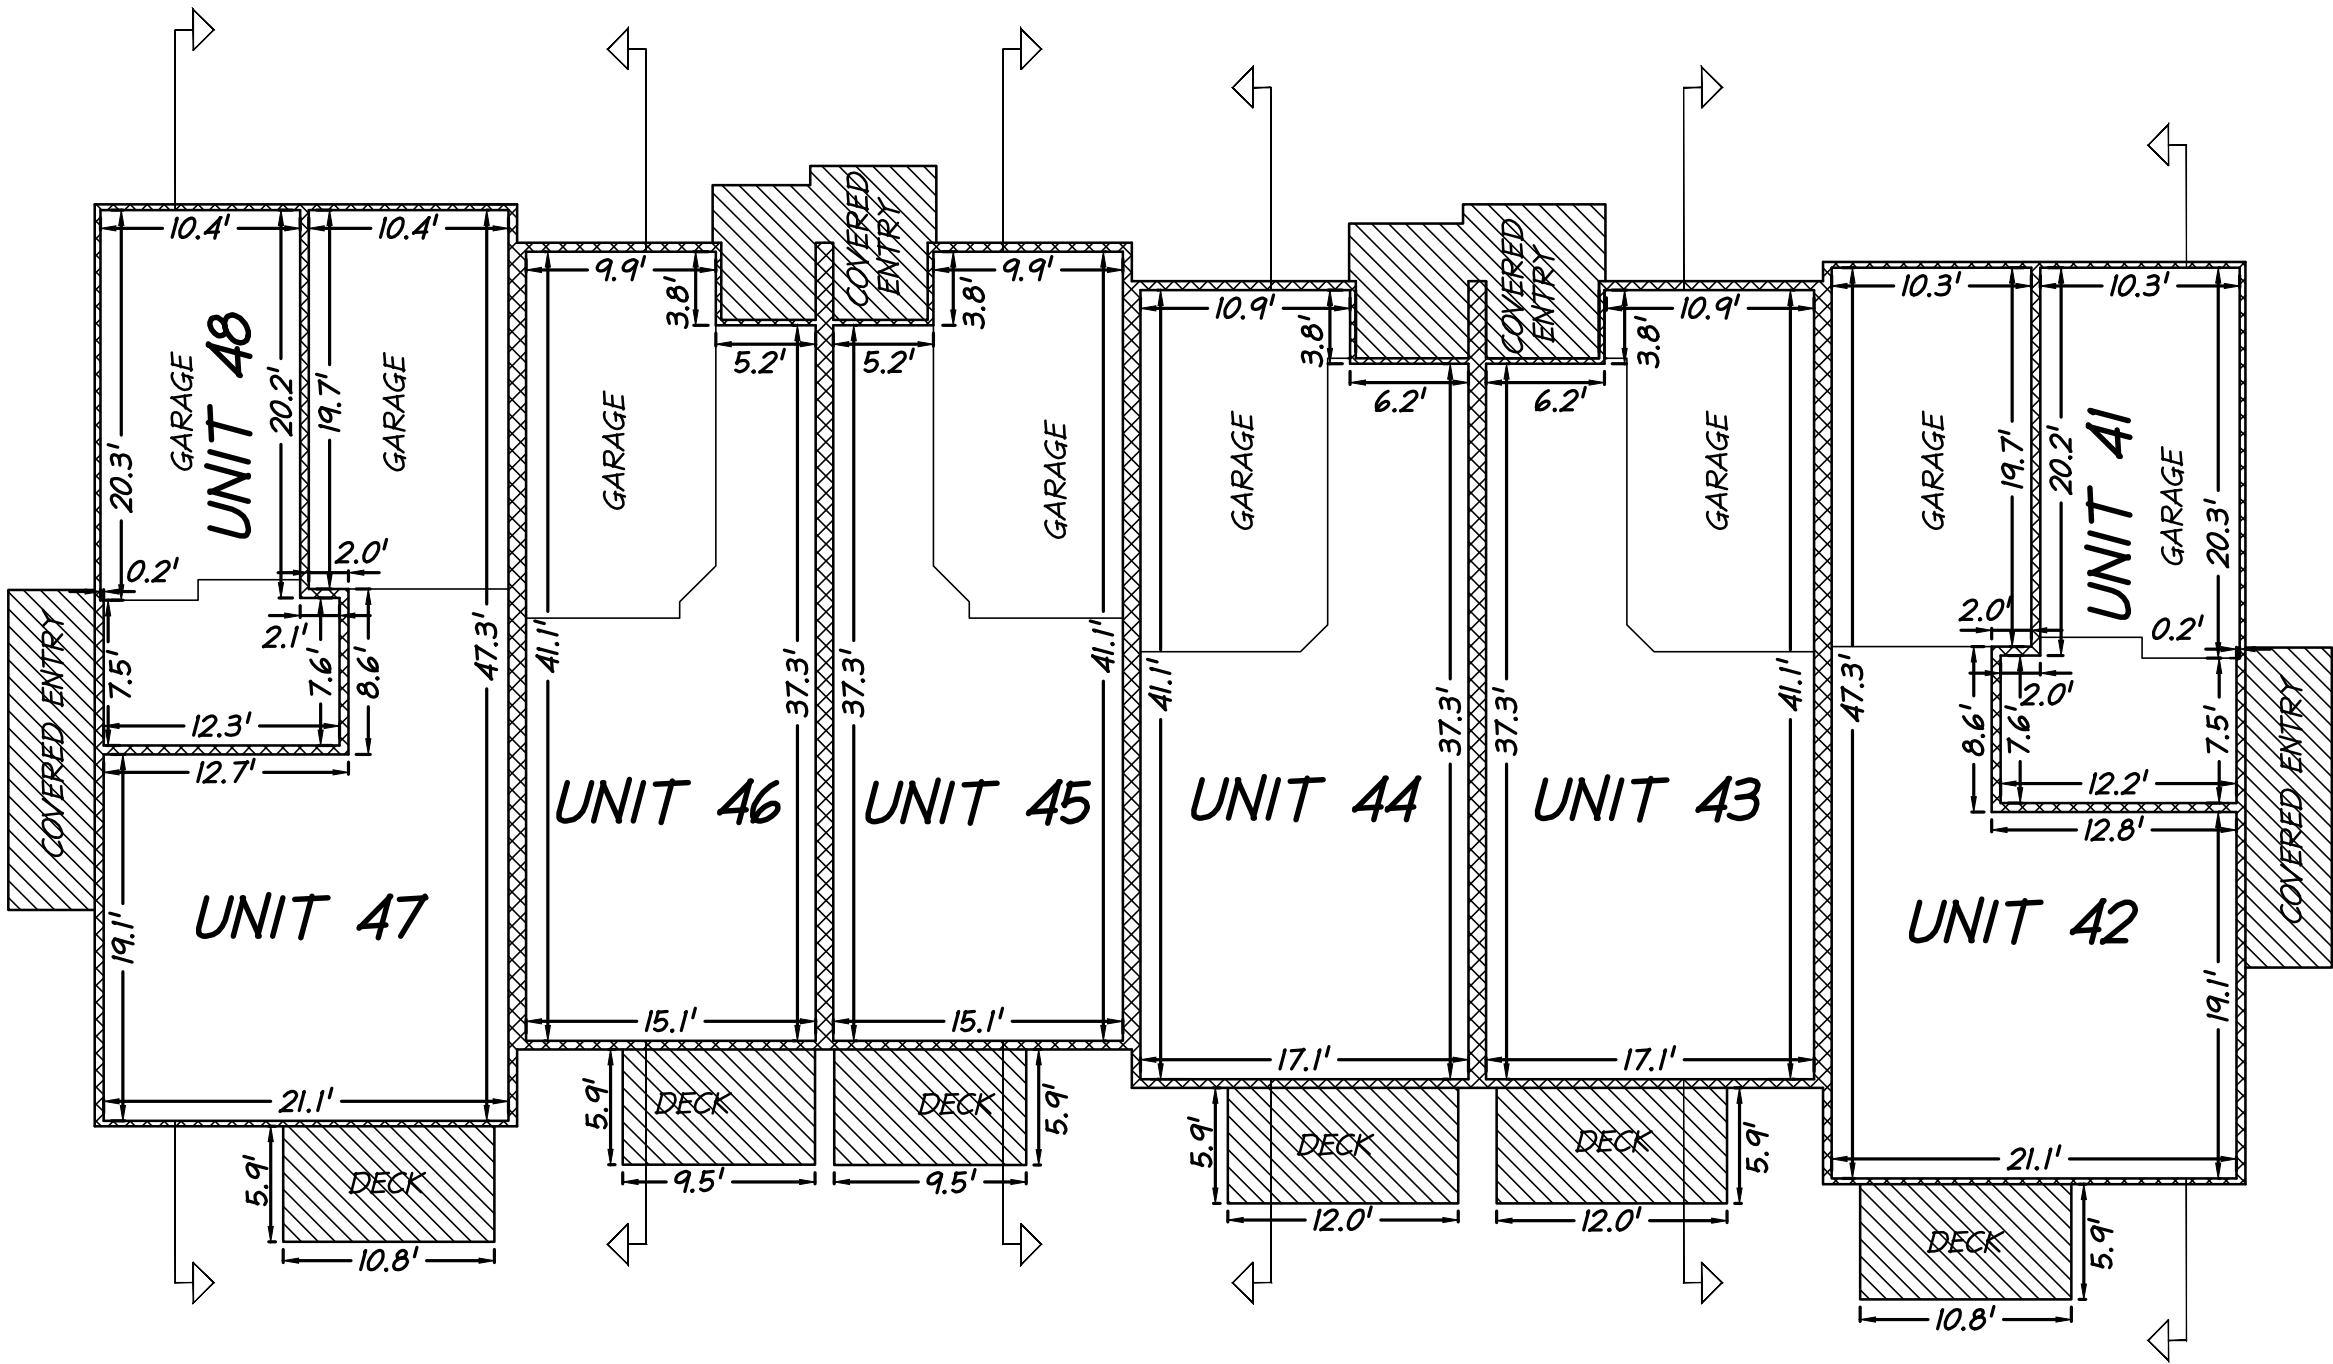 10.4'
10.4'
GARAGE
UNIT 48
20.3'
20.2'
19.7'
GARAGE
0.2'
2.0'
2.1'
7.5'
7.6'
8.6'
12.3'
12.7'
COVERED ENTRY
47.3'
UNIT 47
19.1'
21.1'
5.9'
DECK
10.8'
9.9'
3.8'
COVERED
ENTRY
5.2'
GARAGE
41.1'
37.3'
UNIT 46
15.1'
5.9'
DECK
9.5'
9.9'
3.8'
5.2'
GARAGE
37.3'
41.1'
UNIT 45
15.1'
DECK
5.9'
9.5'
10.9'
3.8'
COVERED
ENTRY
6.2'
GARAGE
41.1'
37.3'
UNIT 44
17.1'
5.9'
DECK
12.0'
10.9'
3.8'
6.2'
GARAGE
37.3'
41.1'
UNIT 43
17.1'
DECK
5.9'
12.0'
10.3'
GARAGE
19.7'
47.3'
2.0'
8.6'
12.8'
UNIT 42
19.1'
21.1'
DECK
5.9'
10.8'
10.3'
20.2'
UNIT 41
GARAGE
20.3'
0.2'
2.0'
7.6'
7.5'
12.2'
COVERED ENTRY